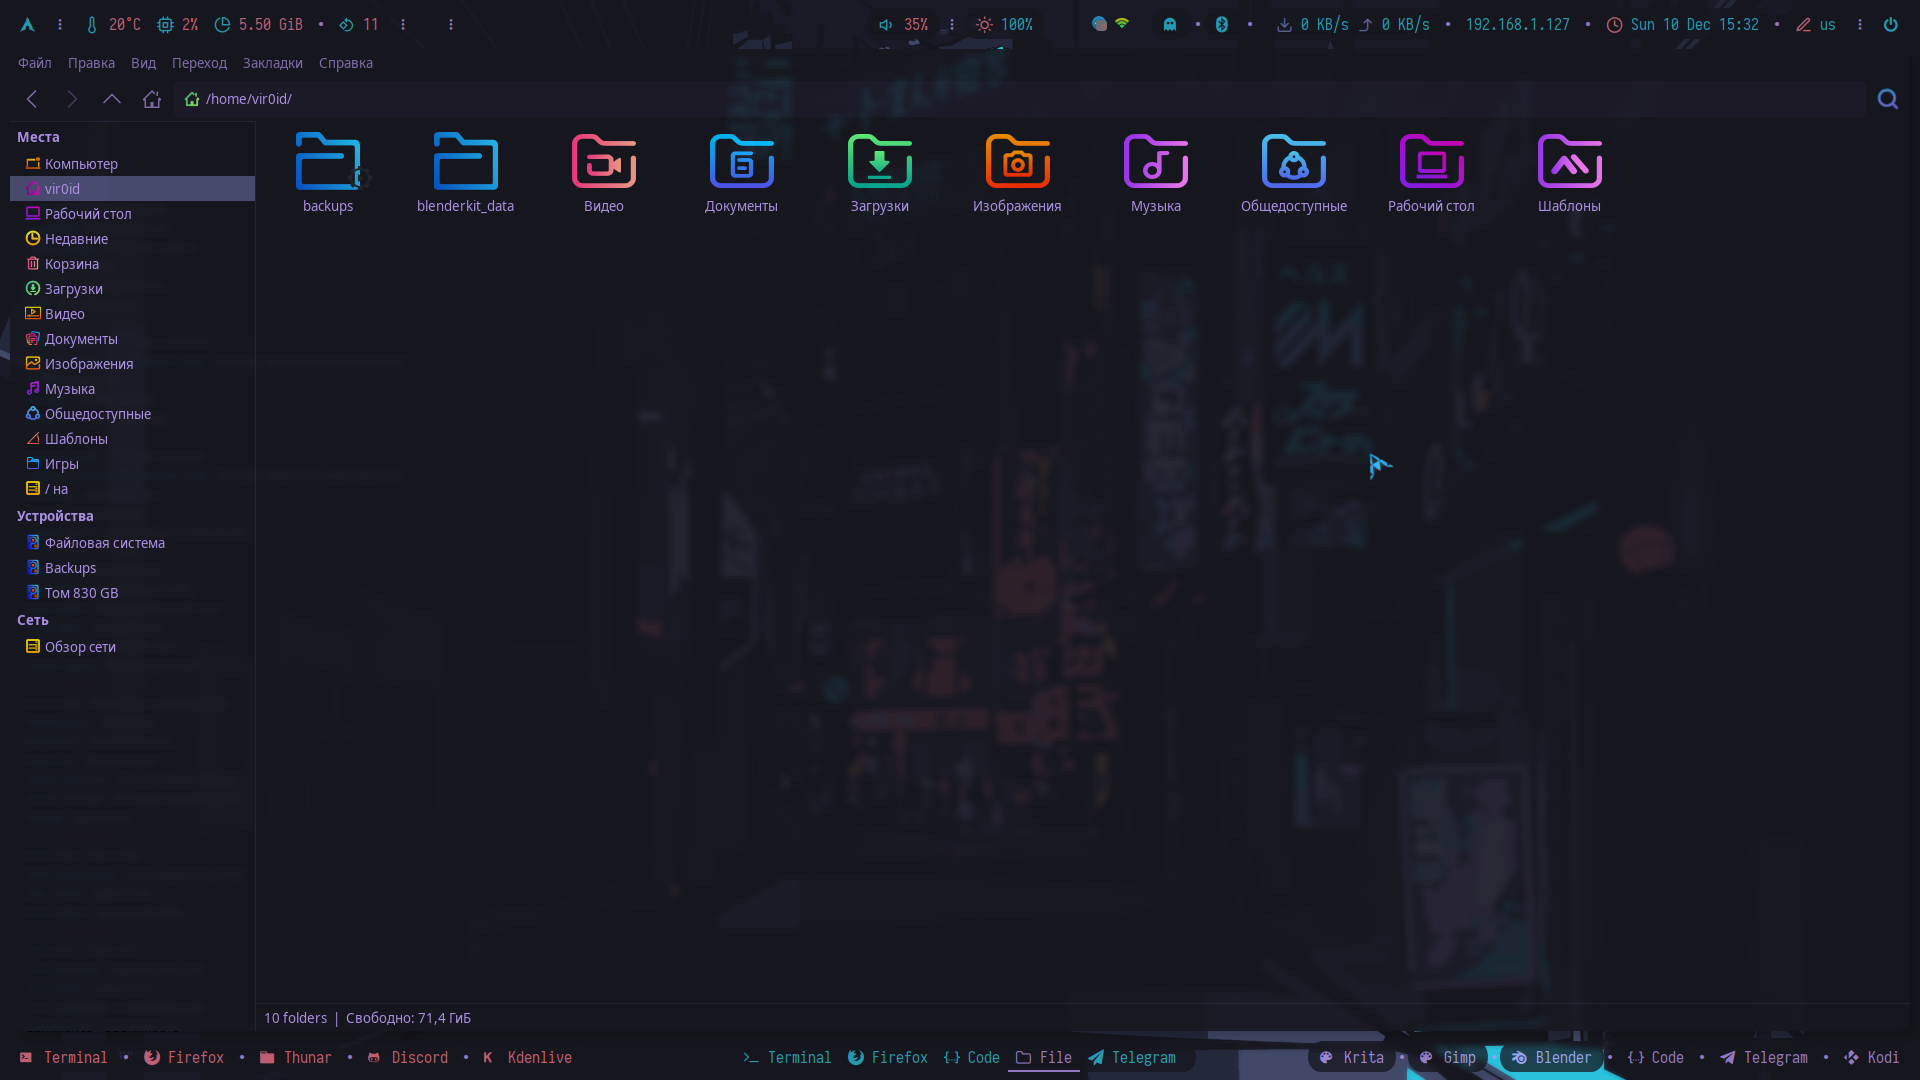 20°C 2% 5.50 GiB • 11 35% 100% 0 KB/s 0 KB/s • 192.168.1.127 • Sun 10 Dec 15:32 • us
Файл Правка Вид Переход Закладки Справка
/home/vir0id/
Места
Компьютер
vir0id
Рабочий стол
Недавние
Корзина
Загрузки
Видео
Документы
Изображения
Музыка
Общедоступные
Шаблоны
Игры
/ на
Устройства
Файловая система
Backups
Том 830 GB
Сеть
Обзор сети
backups blenderkit_data Видео Документы Загрузки Изображения Музыка Общедоступные Рабочий стол Шаблоны
10 folders | Свободно: 71,4 ГиБ
Terminal • Firefox • Thunar • Discord • Kdenlive Terminal Firefox Code File Telegram Krita • Gimp • Blender • Code • Telegram • Kodi